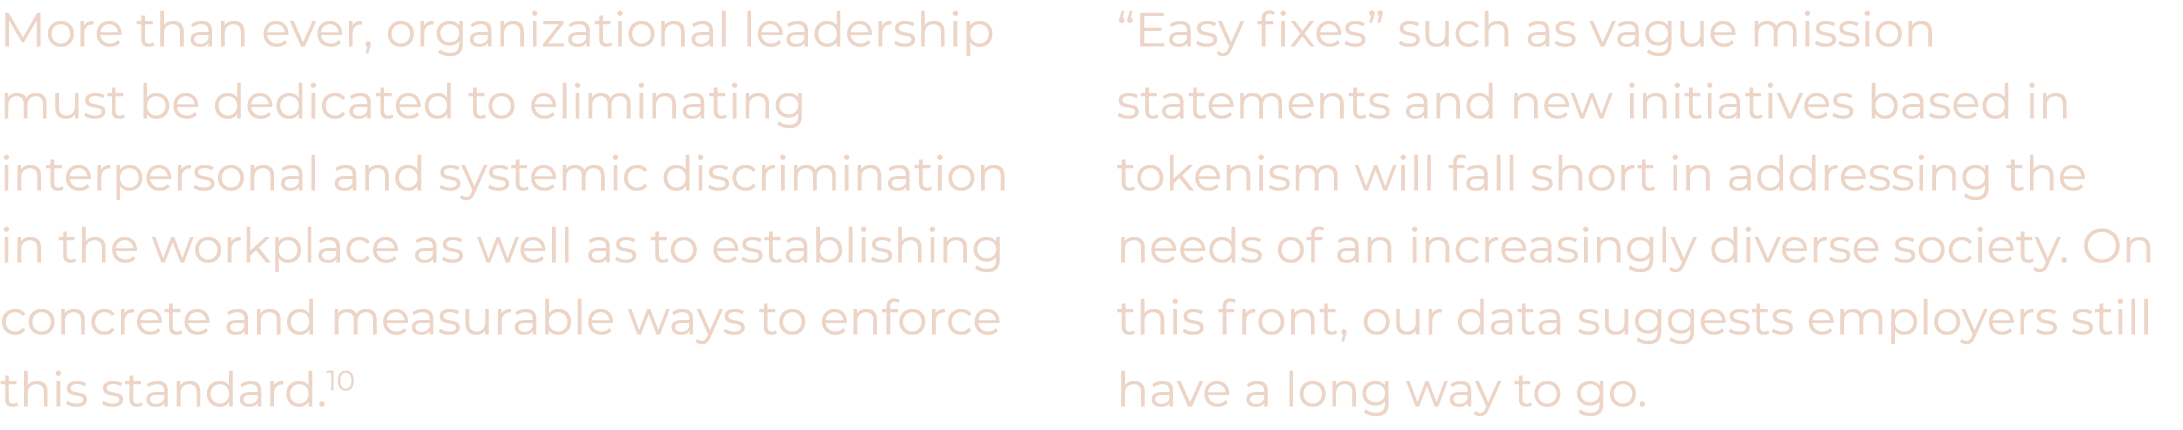 More than ever, organizational leadership
must be dedicated to eliminating
interpersonal and systemic discrimination
in the workplace as well as to establishing
concrete and measurable ways to enforce
this standard.¹⁰
“Easy fixes” such as vague mission
statements and new initiatives based in
tokenism will fall short in addressing the
needs of an increasingly diverse society. On
this front, our data suggests employers still
have a long way to go.